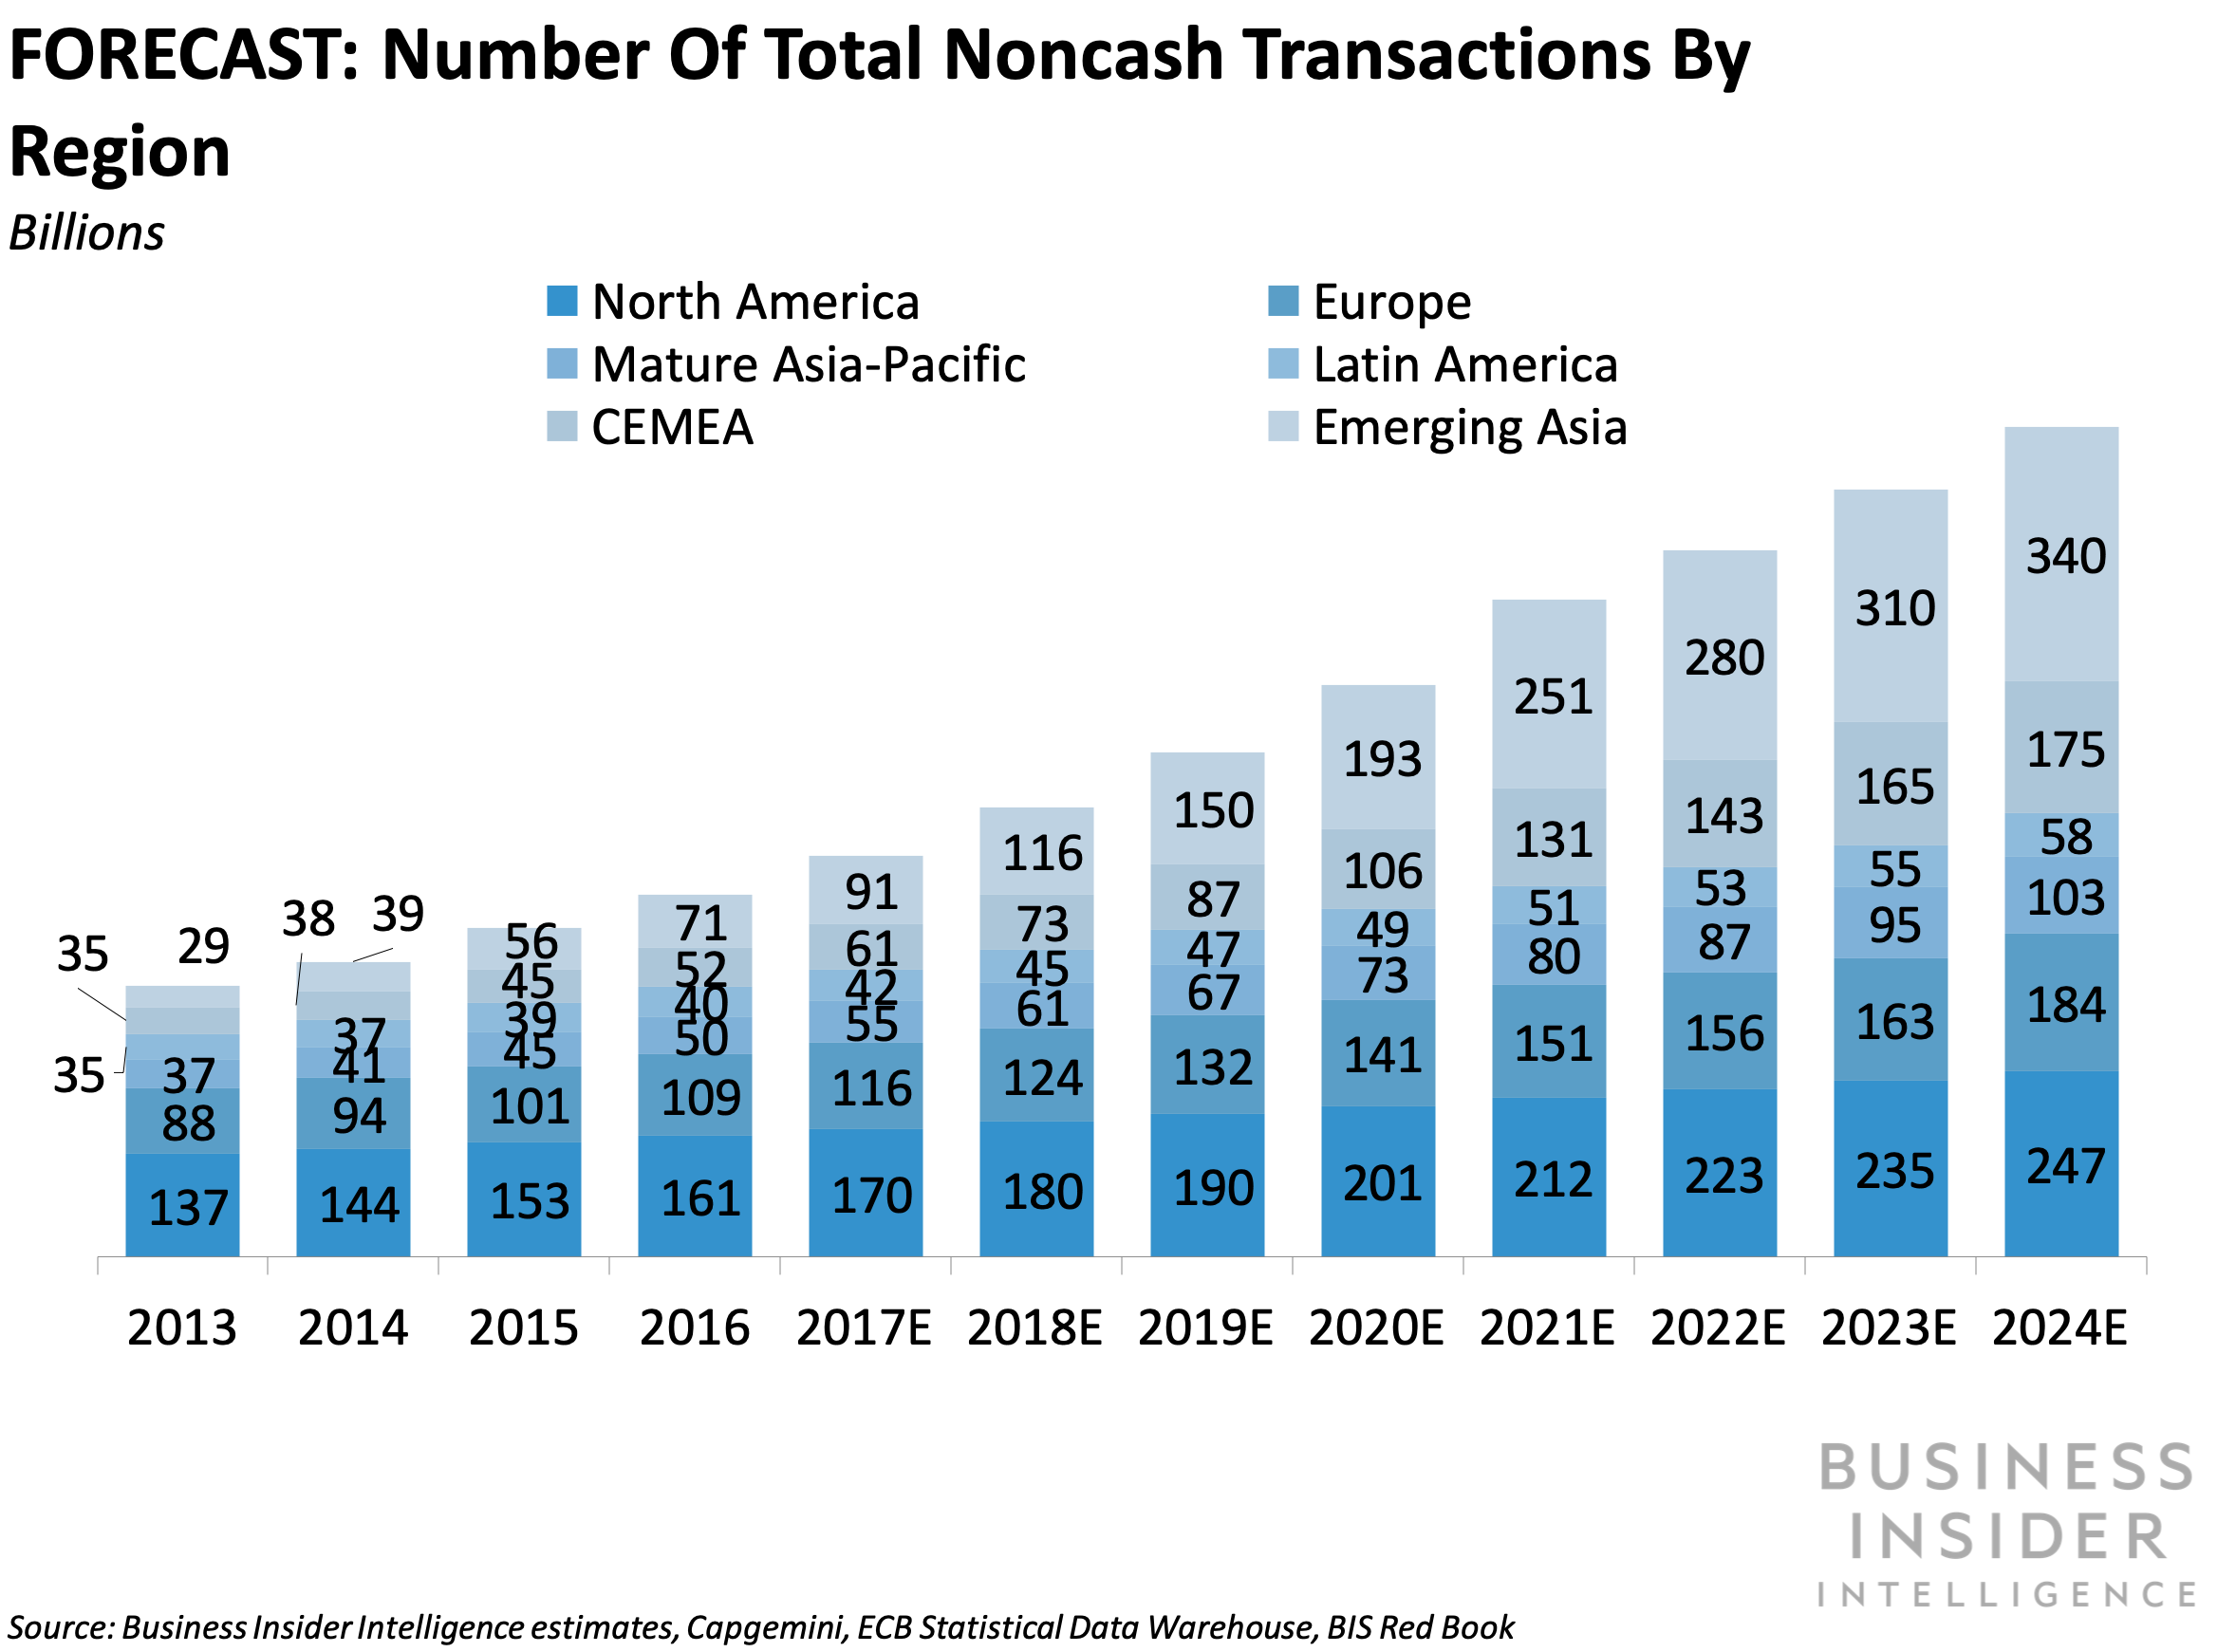 FORECAST: Number Of Total Noncash Transactions By
Region
Billions
North America
Europe
Mature Asia-Pacific
Latin America
CEMEA
Emerging Asia
35 29 38 39 56 71 91 116 150 193 251 280 310 340
45 52 61 73 87 106 131 143 165 175
35 37 39 40 42 45 47 49 51 53 55 58
37 41 45 50 55 61 67 73 80 87 95 103
88 94 101 109 116 124 132 141 151 156 163 184
137 144 153 161 170 180 190 201 212 223 235 247
2013 2014 2015 2016 2017E 2018E 2019E 2020E 2021E 2022E 2023E 2024E
BUSINESS
INSIDER
INTELLIGENCE
Source: Business Insider Intelligence estimates, Capgemini, ECB Statistical Data Warehouse, BIS Red Book